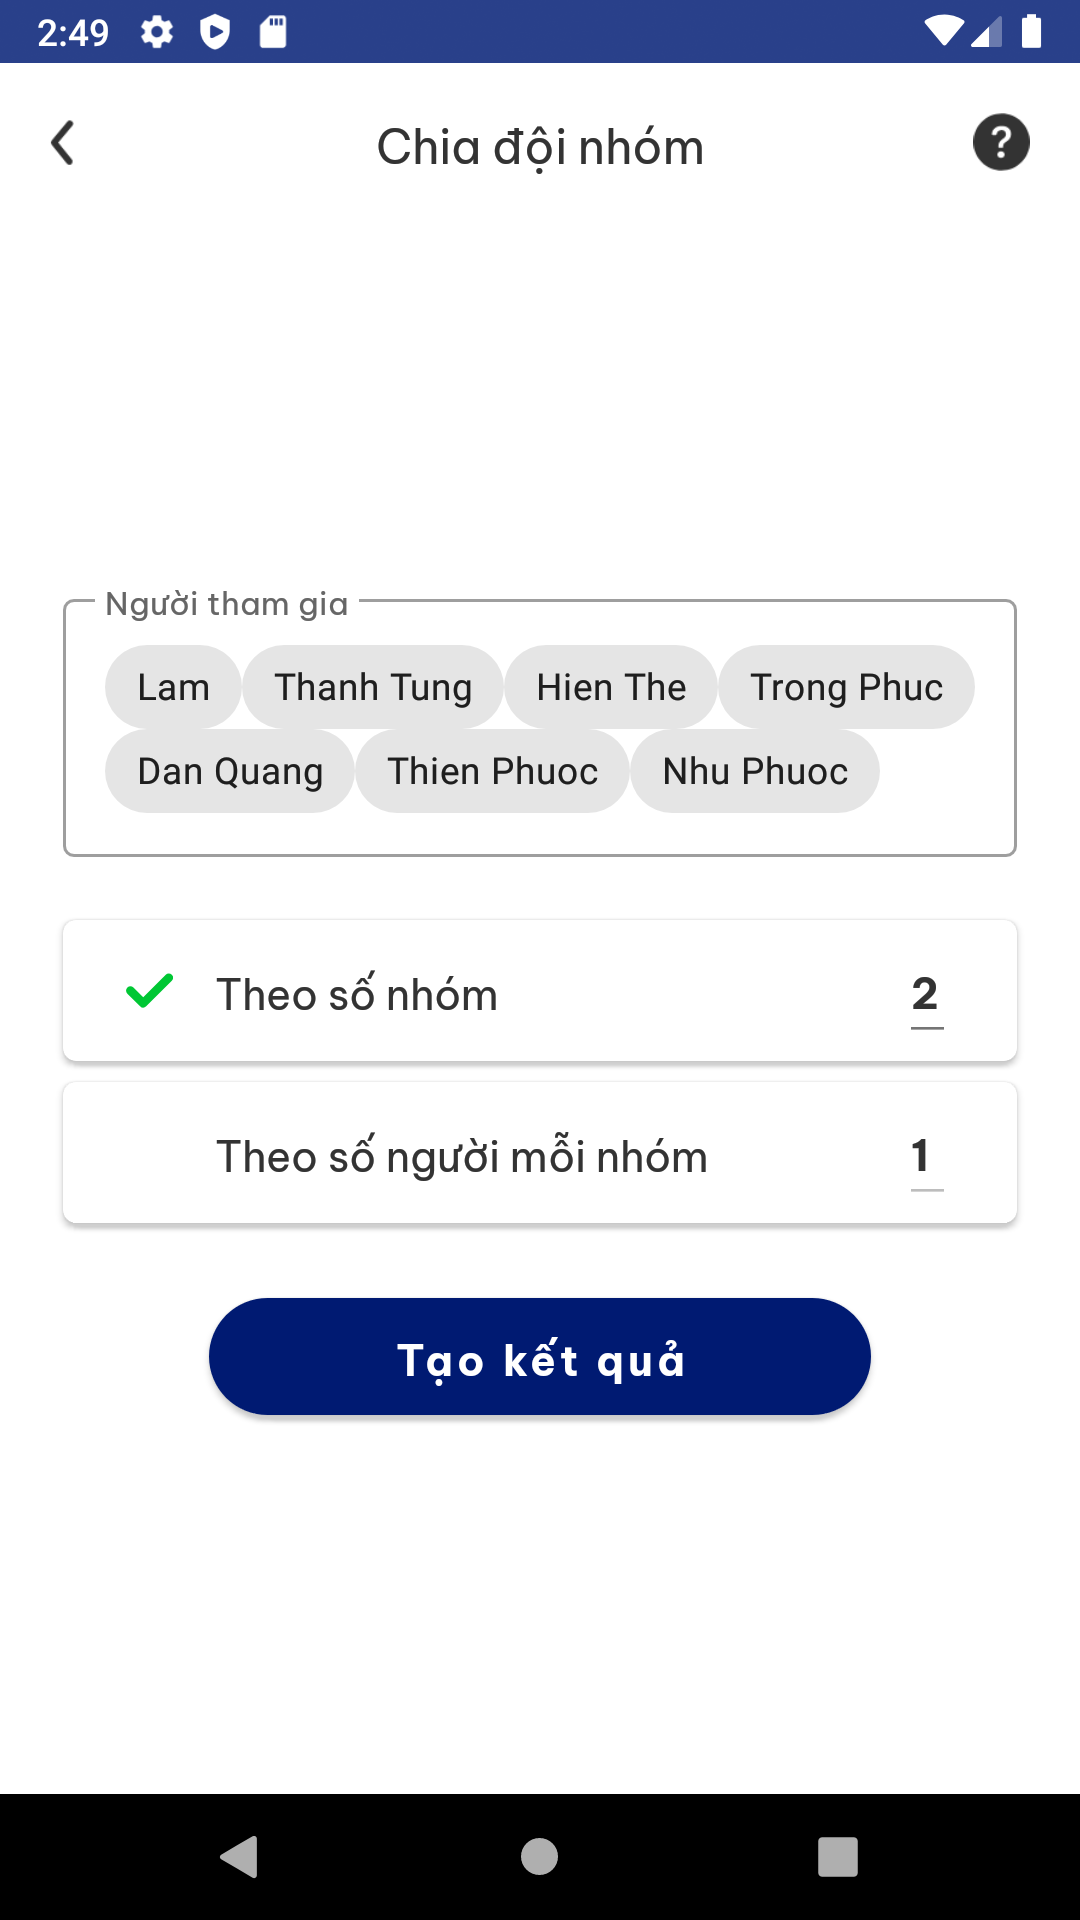 2:49
Chia đội nhóm
?
Người tham gia
Lam Thanh Tung Hien The Trong Phuc
Dan Quang Thien Phuoc Nhu Phuoc
Theo số nhóm 2
Theo số người mỗi nhóm 1
Tạo kết quả